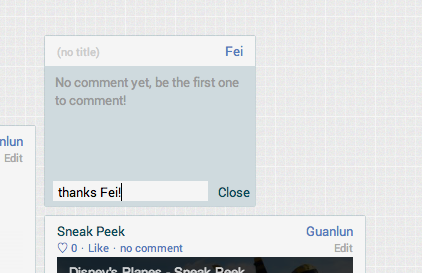 (no title) Fei
No comment yet, be the first one
to comment!
nlun
Edit
thanks Fei! Close
Sneak Peek Guanlun
0 · Like · no comment Edit
Disney's Planes - Sneak Peek